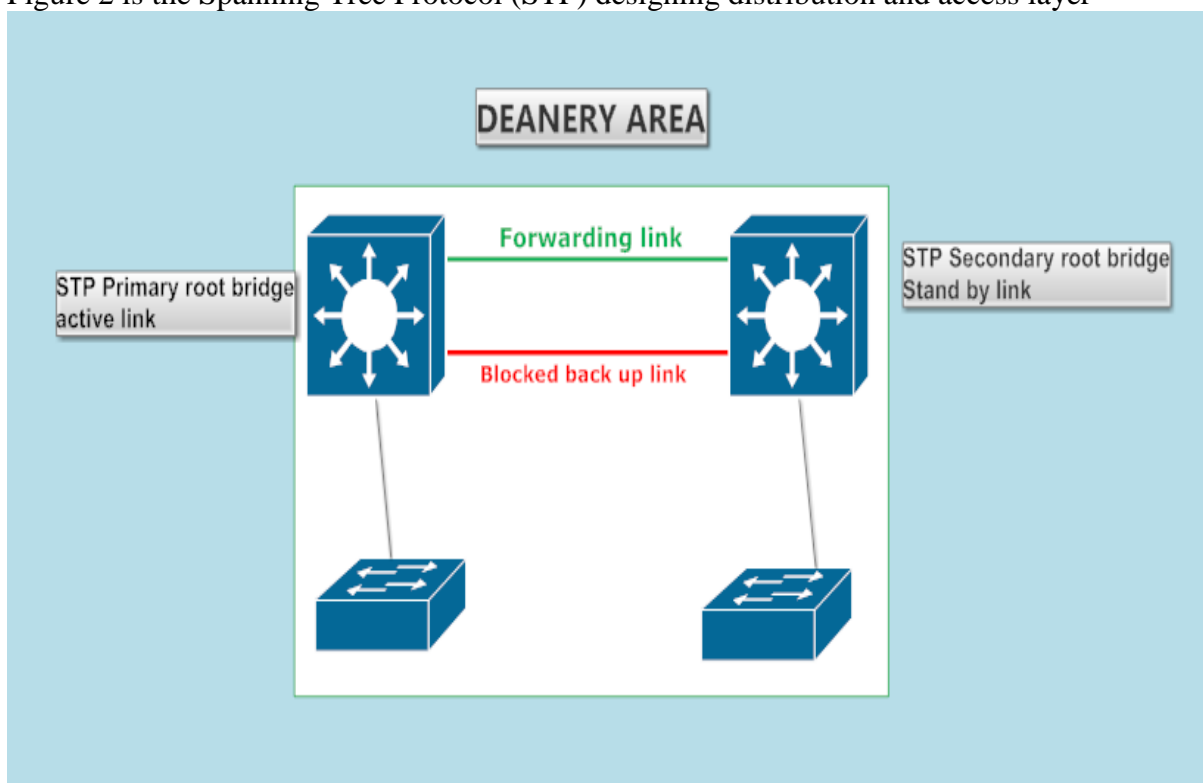 Figure 2 is the Spanning Tree Protocol (STP) designing distribution and access layer
DEANERY AREA
Forwarding link
STP Primary root bridge
active link
STP Secondary root bridge
Stand by link
Blocked back up link